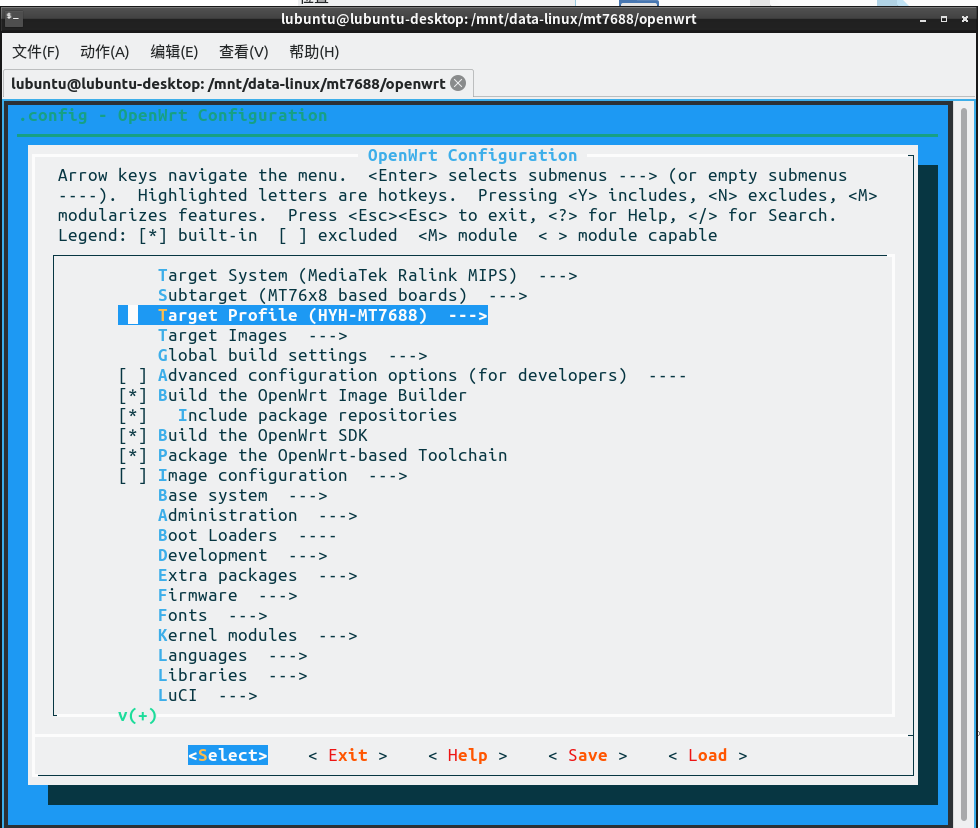 lubuntu@lubuntu-desktop: /mnt/data-linux/mt7688/openwrt
文件(F) 动作(A) 编辑(E) 查看(V) 帮助(H)
lubuntu@lubuntu-desktop: /mnt/data-linux/mt7688/openwrt
.config - OpenWrt Configuration
OpenWrt Configuration
Arrow keys navigate the menu.  <Enter> selects submenus ---> (or empty submenus
----).  Highlighted letters are hotkeys.  Pressing <Y> includes, <N> excludes, <M>
modularizes features.  Press <Esc><Esc> to exit, <?> for Help, </> for Search.
Legend: [*] built-in  [ ] excluded  <M> module  < > module capable
Target System (MediaTek Ralink MIPS)  --->
Subtarget (MT76x8 based boards)  --->
Target Profile (HYH-MT7688)  --->
Target Images  --->
Global build settings  --->
[ ] Advanced configuration options (for developers)  ----
[*] Build the OpenWrt Image Builder
[*]   Include package repositories
[*] Build the OpenWrt SDK
[*] Package the OpenWrt-based Toolchain
[ ] Image configuration  --->
Base system  --->
Administration  --->
Boot Loaders  ----
Development  --->
Extra packages  --->
Firmware  --->
Fonts  --->
Kernel modules  --->
Languages  --->
Libraries  --->
LuCI  --->
v(+)
<Select>    < Exit >    < Help >    < Save >    < Load >